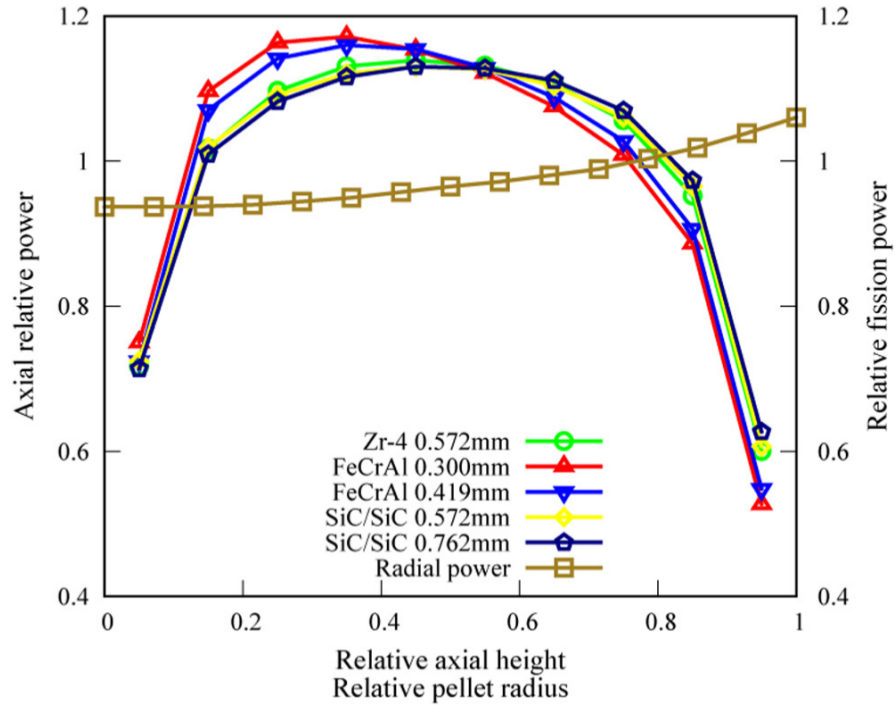 1.2
1
0.8
0.6
0.4
1.2
1
0.8
0.6
0.4
Axial relative power
Relative fission power
Zr-4 0.572mm
FeCrAl 0.300mm
FeCrAl 0.419mm
SiC/SiC 0.572mm
SiC/SiC 0.762mm
Radial power
0 0.2 0.4 0.6 0.8 1
Relative axial height
Relative pellet radius